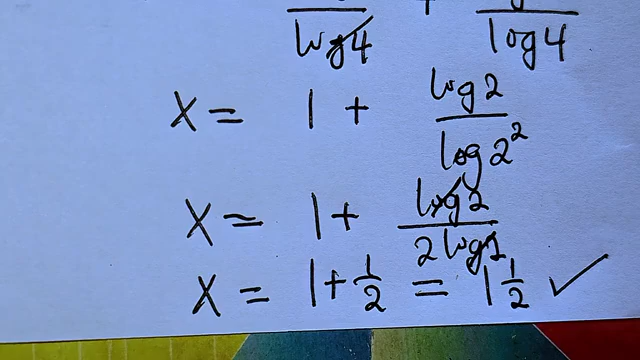 log4 + log4
x = 1 + log2 / log2²
x = 1 + log2 / 2log2
x = 1 + 1/2 = 1 1/2 ✓